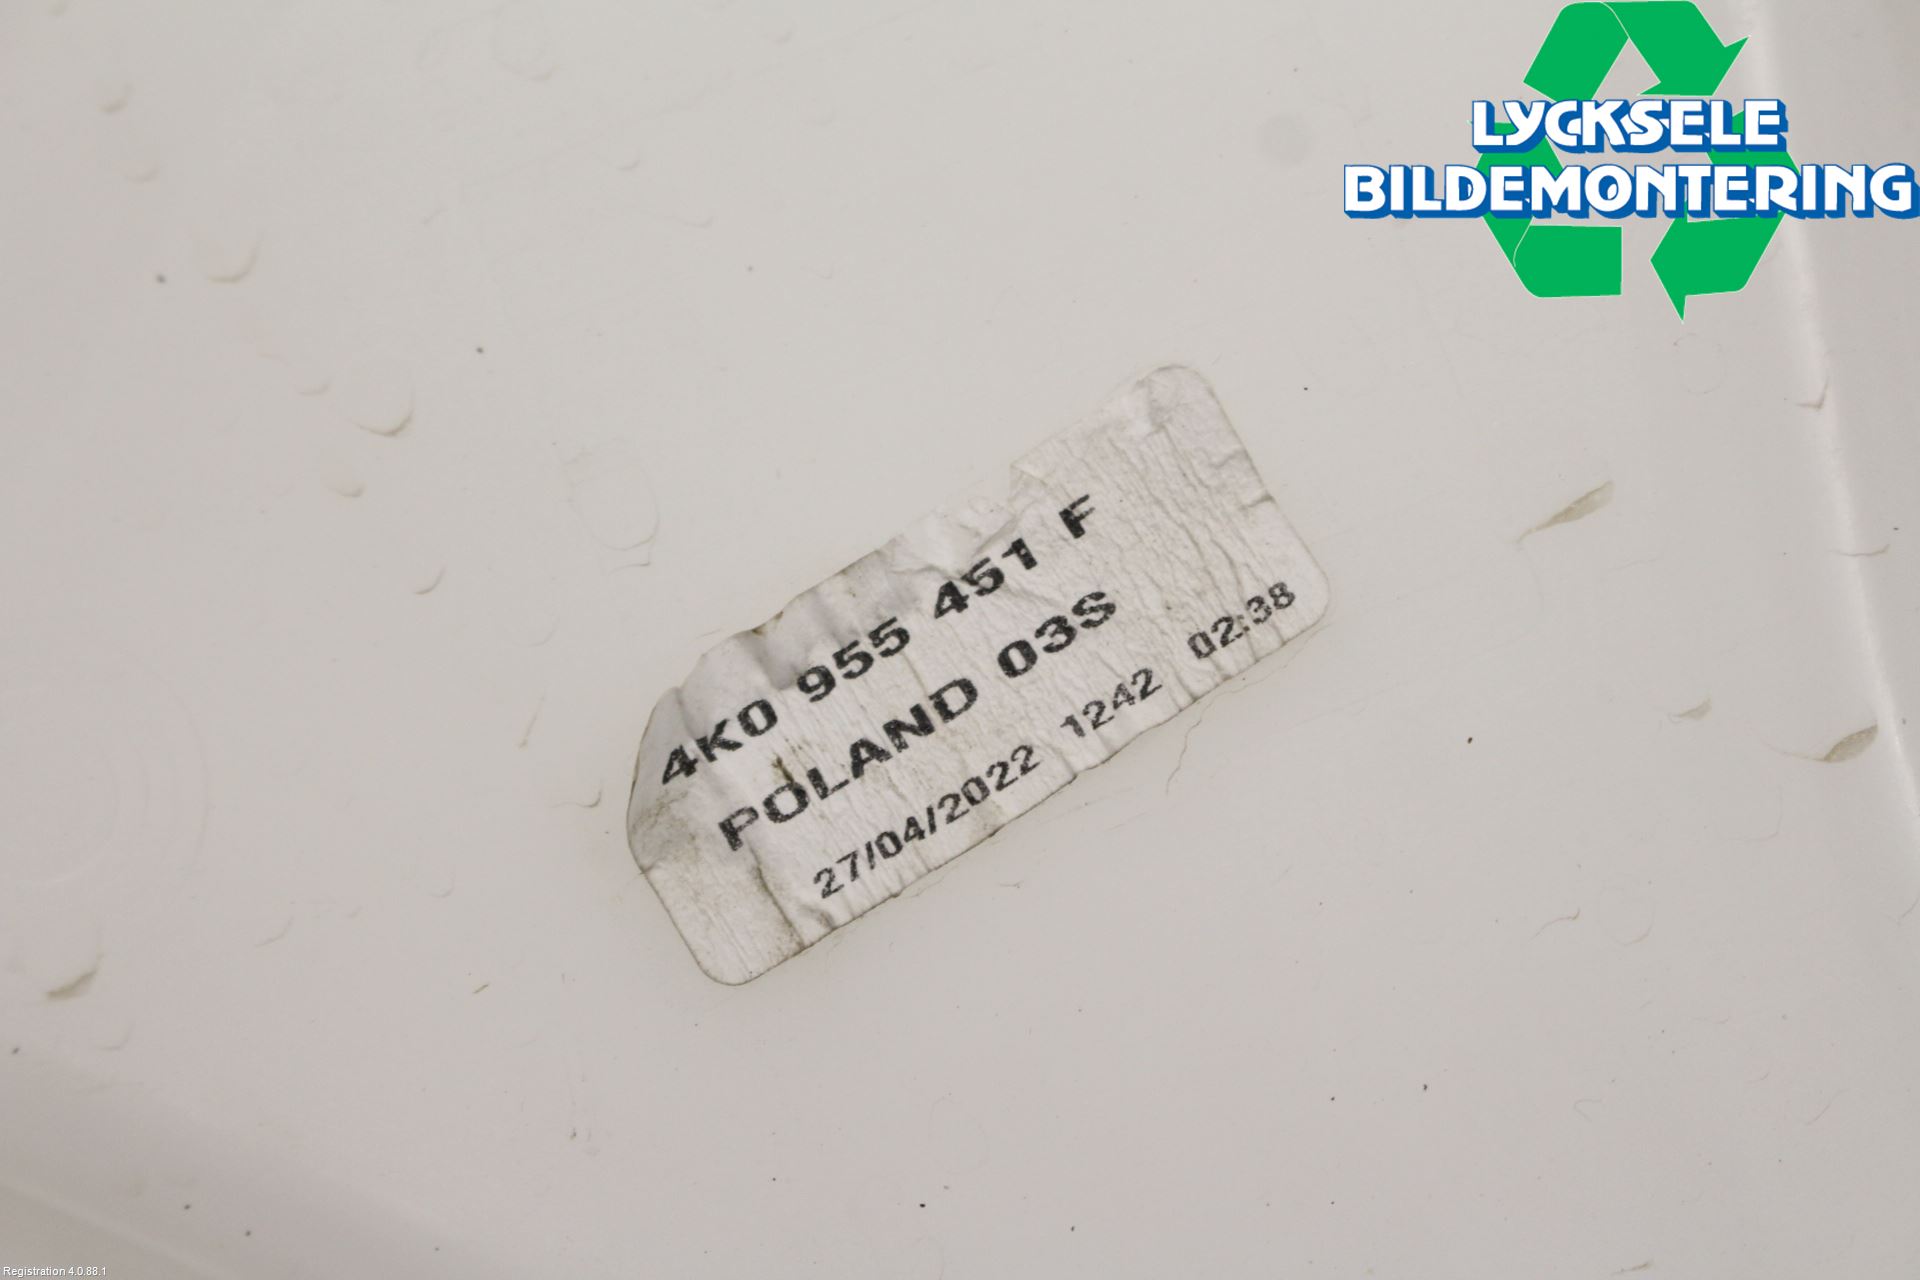 LYCKSELE
BILDEMONTERING
4K0 955 451 F
POLAND 03S
27/04/2022 1242 02:38
Registration 4.0.88.1